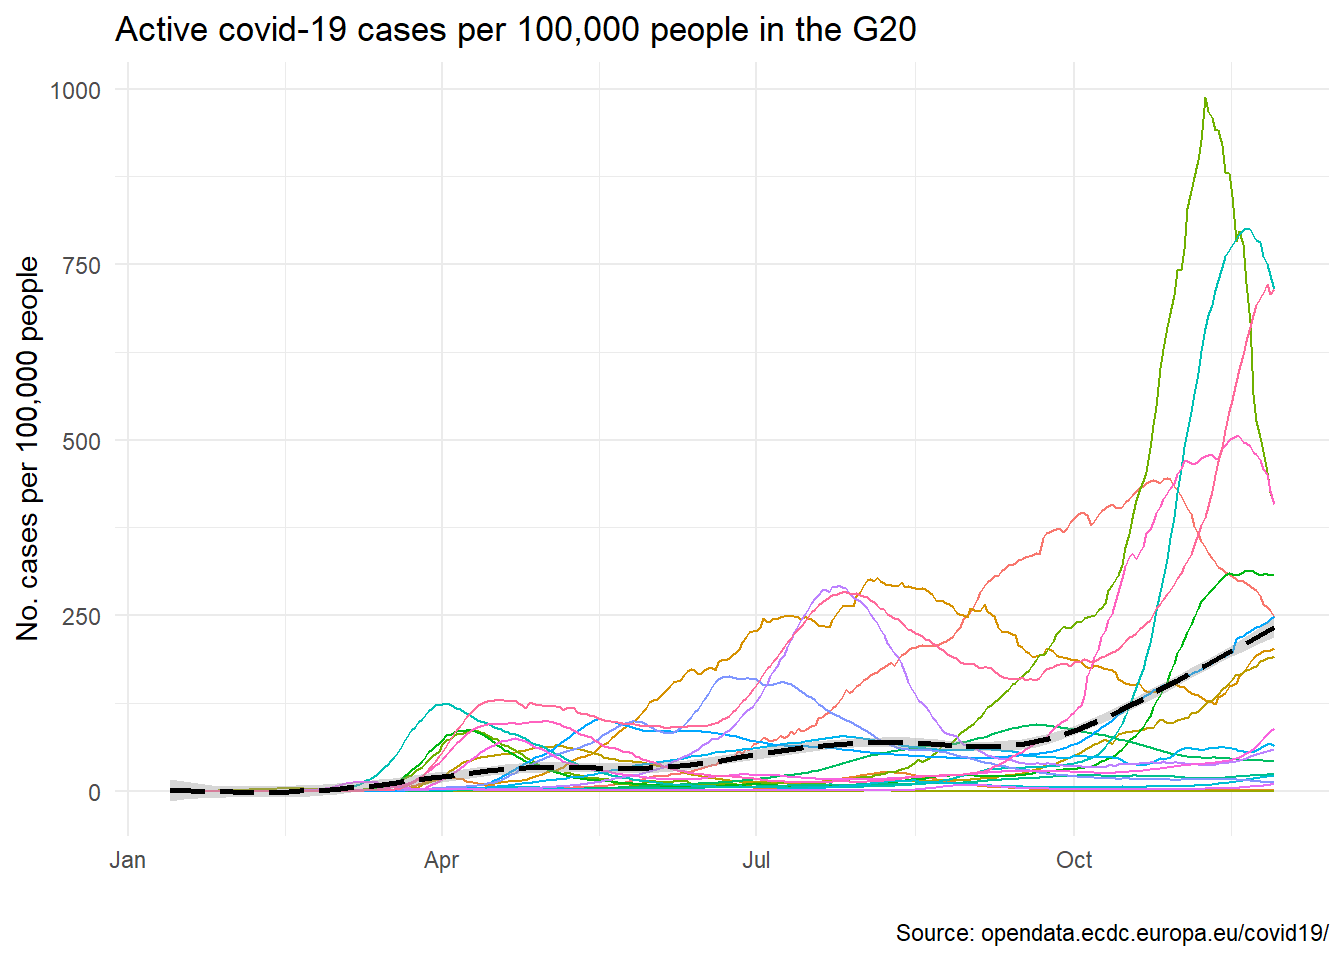 Active covid-19 cases per 100,000 people in the G20
No. cases per 100,000 people
1000
750
500
250
0
Jan
Apr
Jul
Oct
Source: opendata.ecdc.europa.eu/covid19/